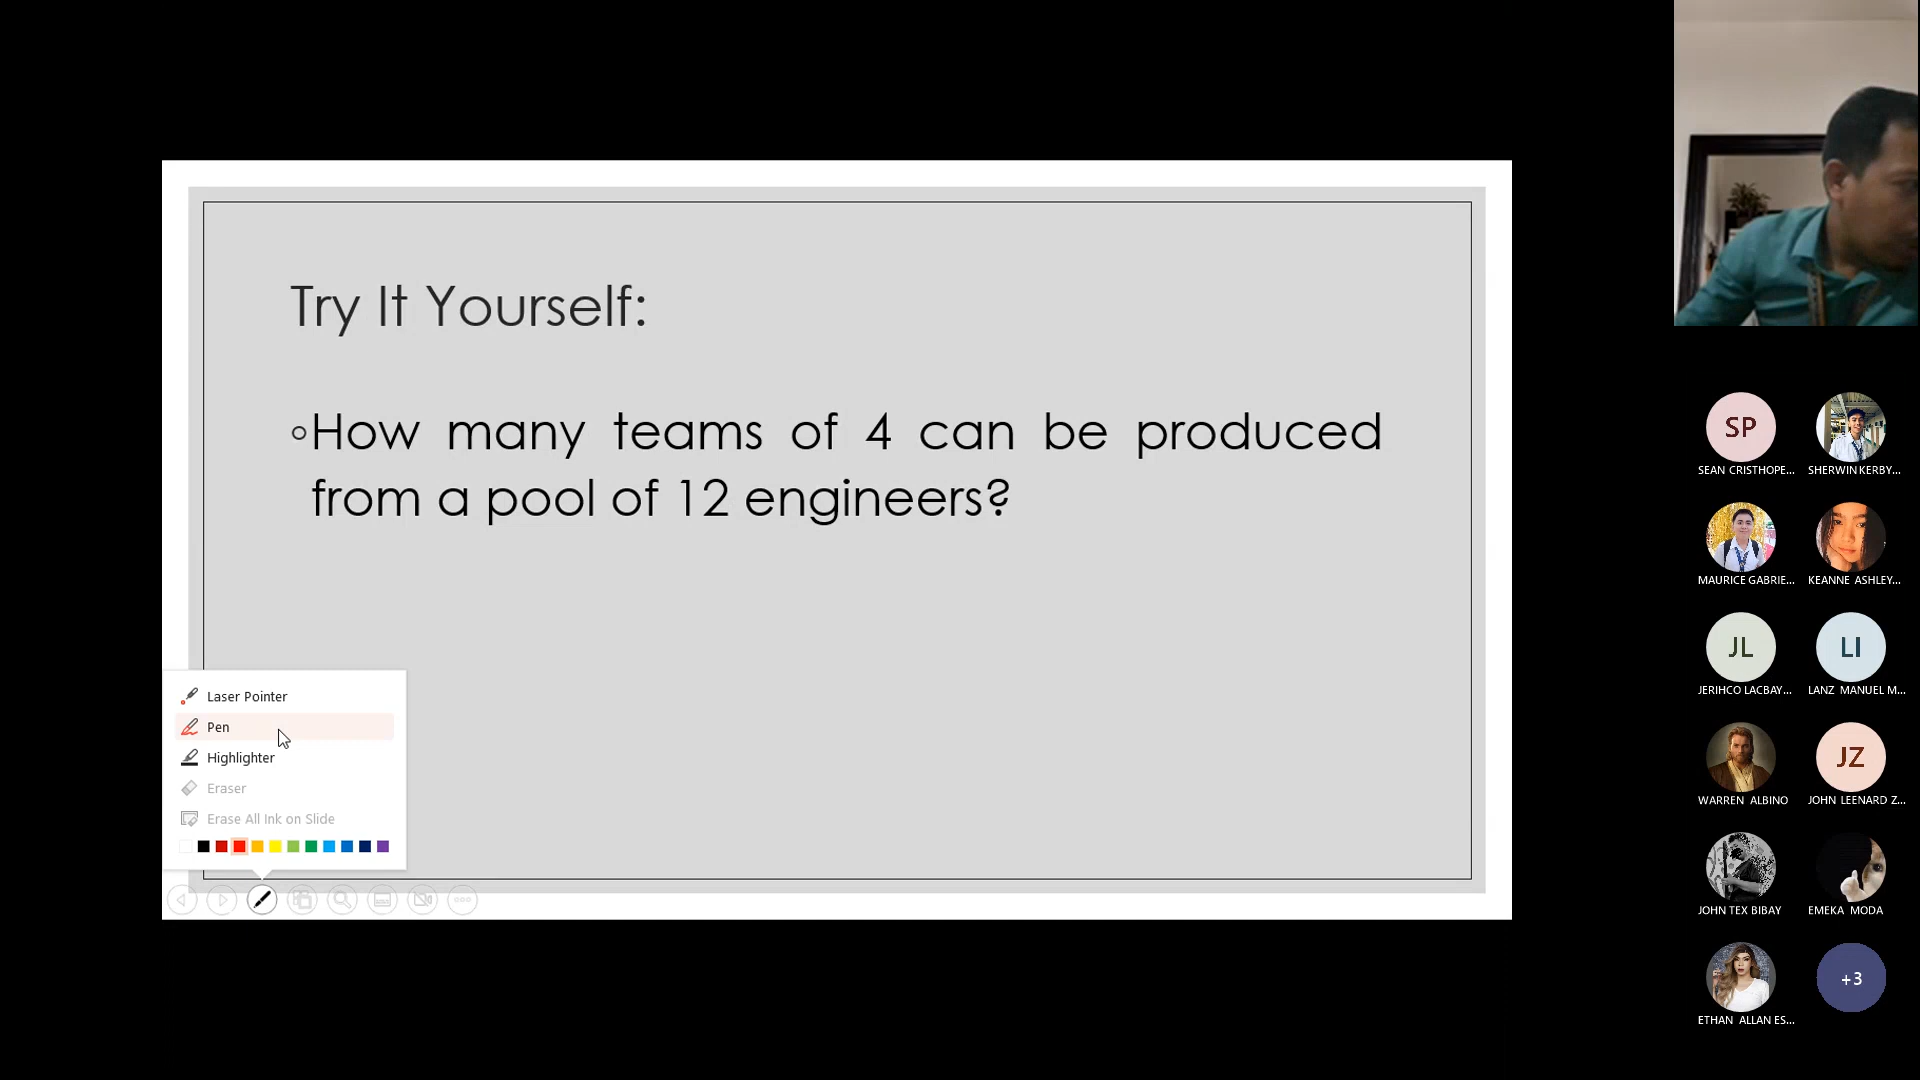 Try It Yourself:
◦How many teams of 4 can be produced
from a pool of 12 engineers?
Laser Pointer
Pen
Highlighter
Eraser
Erase All Ink on Slide
SP
SEAN CRISTHOPE...
SHERWIN KERBY...
MAURICE GABRIE...
KEANNE ASHLEY...
JL
JERIHCO LACBAY...
LI
LANZ MANUEL M...
WARREN ALBINO
JZ
JOHN LEENARD Z...
JOHN TEX BIBAY
EMEKA MODA
ETHAN ALLAN ES...
+3